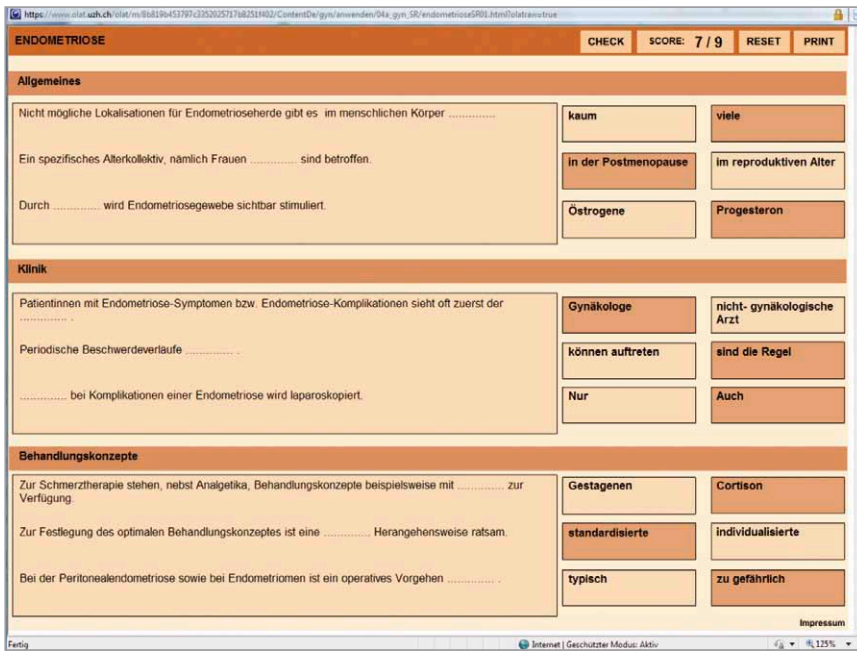 https://www.olat.uzh.ch/olat/m/8b819b453797c3352025717b8251f402/ContentDe/gyn/anwenden/04a_gyn_SR/endometrioseSR01.html?olatraw=true
ENDOMETRIOSE
CHECK
SCORE: 7 / 9
RESET
PRINT
Allgemeines
Nicht mögliche Lokalisationen für Endometrioseherde gibt es im menschlichen Körper ..............
kaum
viele
Ein spezifisches Alterkollektiv, nämlich Frauen .............. sind betroffen.
in der Postmenopause
im reproduktiven Alter
Durch .............. wird Endometriosegewebe sichtbar stimuliert.
Östrogene
Progesteron
Klinik
Patientinnen mit Endometriose-Symptomen bzw. Endometriose-Komplikationen sieht oft zuerst der
.............. .
Gynäkologe
nicht- gynäkologische
Arzt
Periodische Beschwerdeverläufe .............. .
können auftreten
sind die Regel
.............. bei Komplikationen einer Endometriose wird laparoskopiert.
Nur
Auch
Behandlungskonzepte
Zur Schmerztherapie stehen, nebst Analgetika, Behandlungskonzepte beispielsweise mit .............. zur
Verfügung.
Gestagenen
Cortison
Zur Festlegung des optimalen Behandlungskonzeptes ist eine .............. Herangehensweise ratsam.
standardisierte
individualisierte
Bei der Peritonealendometriose sowie bei Endometriomen ist ein operatives Vorgehen .............. .
typisch
zu gefährlich
Impressum
Fertig
Internet | Geschützter Modus: Aktiv
125%